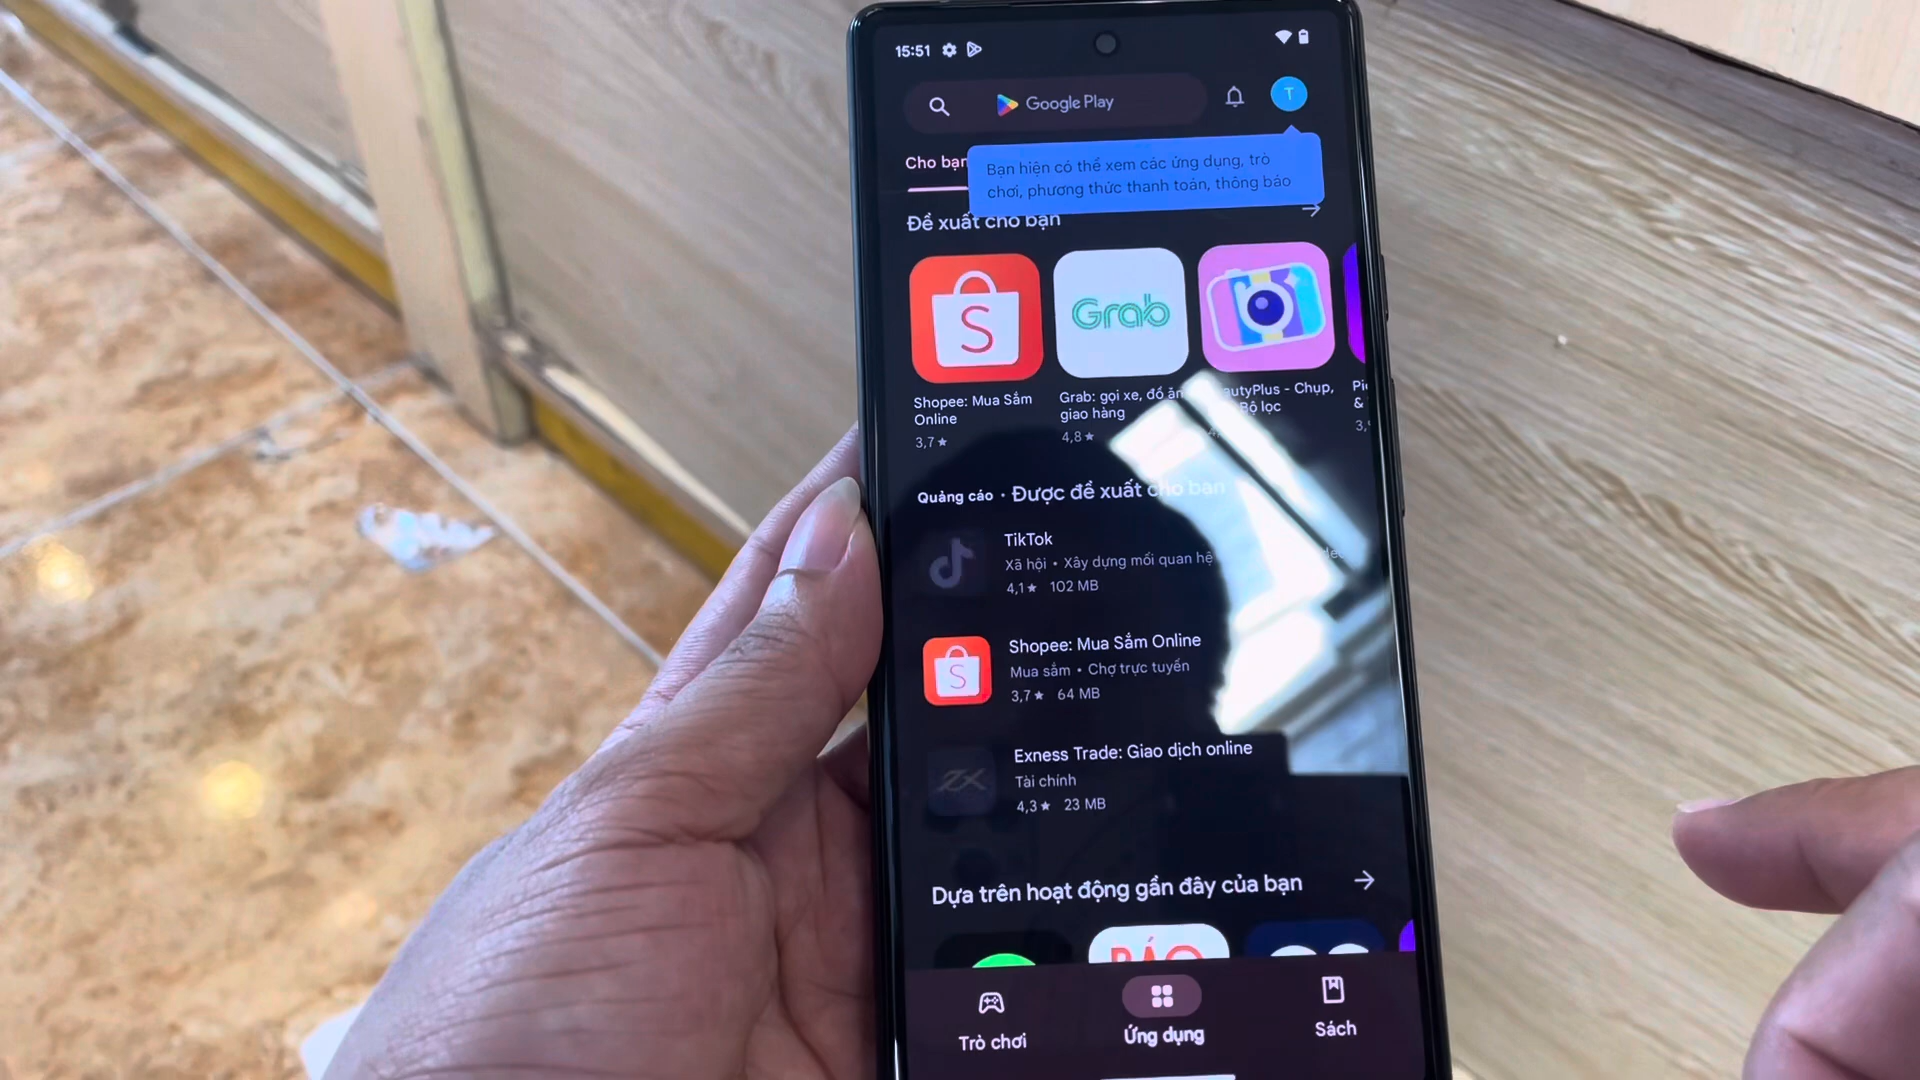 15:51
Google Play
T
Cho bạn
Bạn hiện có thể xem các ứng dụng, trò
chơi, phương thức thanh toán, thông báo
Đề xuất cho bạn
S
Grab
Shopee: Mua Sắm
Online
3,7 ★
Grab: gọi xe, đồ ăn
giao hàng
4,8 ★
autyPlus - Chụp,
Bộ lọc
4,
Pi
&
3,
Quảng cáo • Được đề xuất cho bạn
TikTok
Xã hội • Xây dựng mối quan hệ
4,1 ★ 102 MB
S
Shopee: Mua Sắm Online
Mua sắm • Chợ trực tuyến
3,7 ★ 64 MB
Exness Trade: Giao dịch online
Tài chính
4,3 ★ 23 MB
Dựa trên hoạt động gần đây của bạn
BÁO
Trò chơi
Ứng dụng
Sách